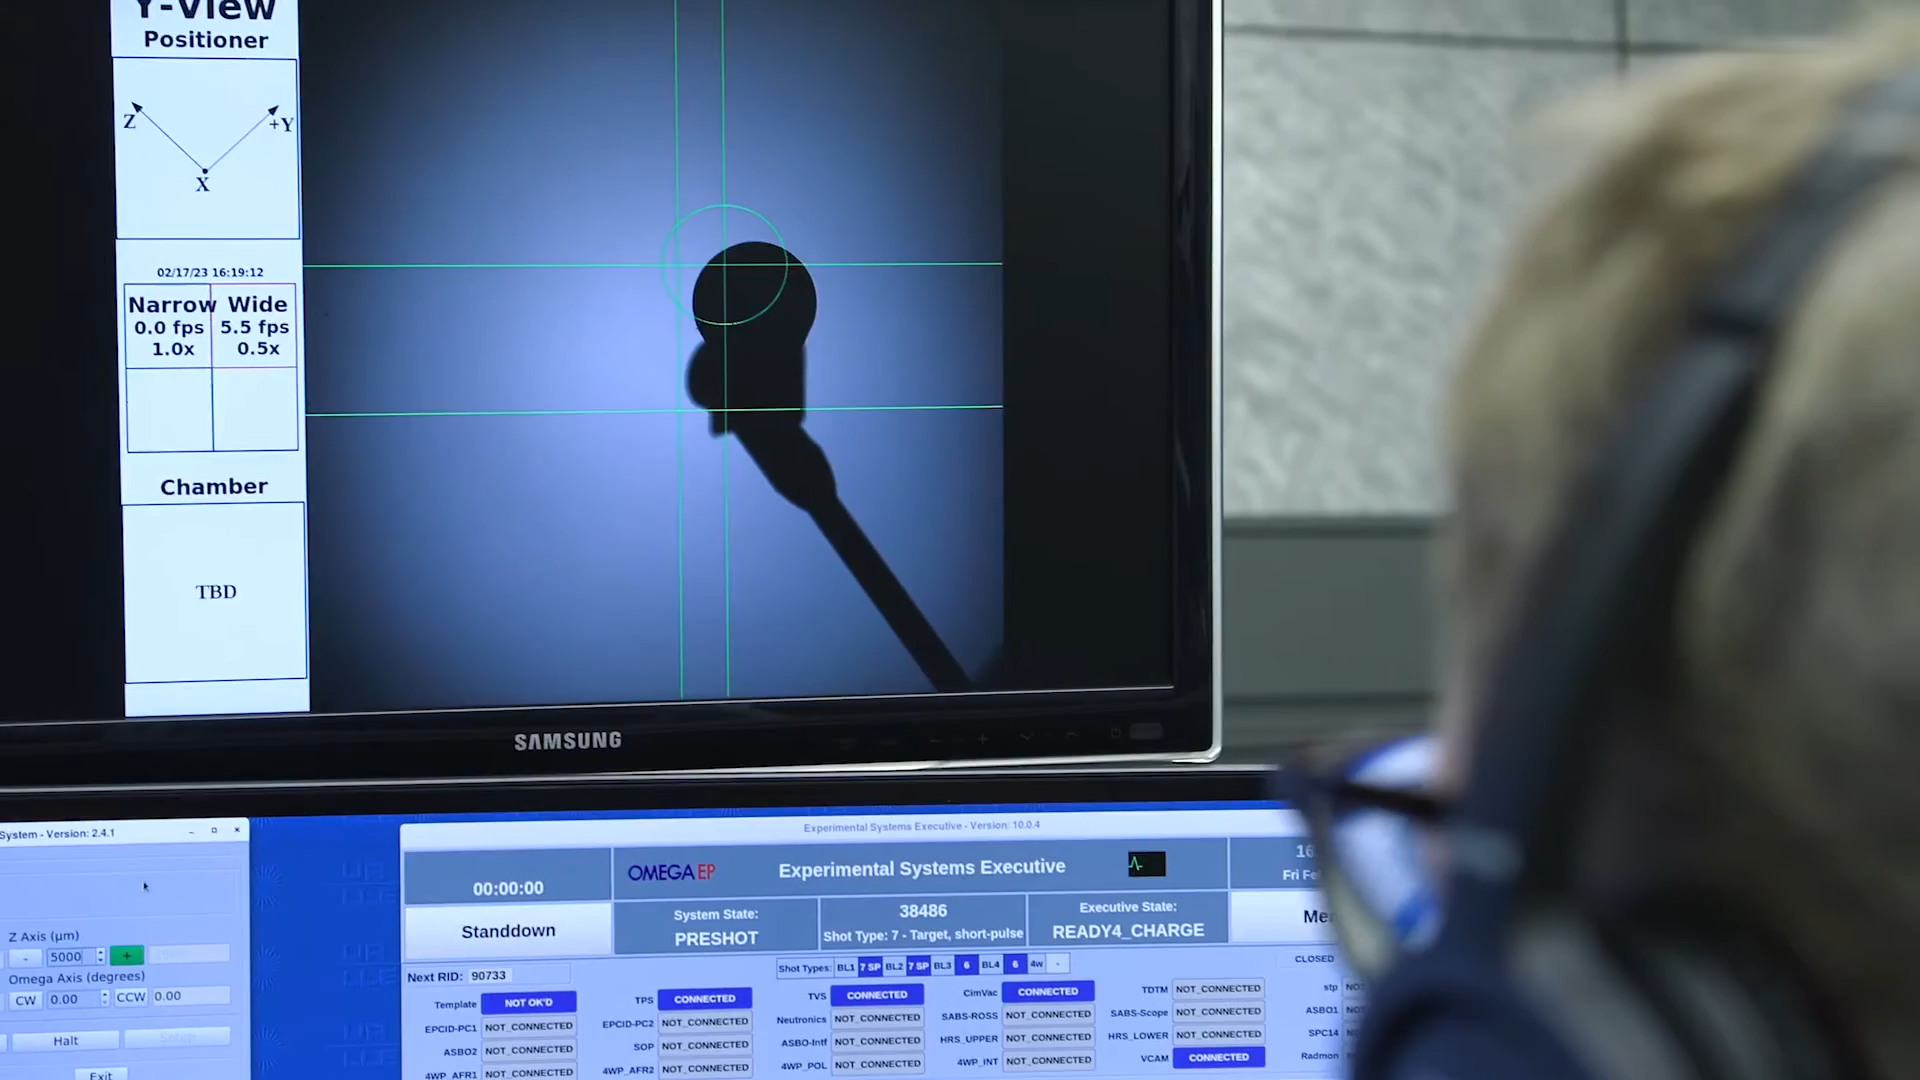 Y-View
Positioner
Z
+Y
X
02/17/23 16:19:12
Narrow Wide
0.0 fps 5.5 fps
1.0x 0.5x
Chamber
TBD
SAMSUNG
System - Version: 2.4.1
Z Axis (μm)
- 5000 +
Omega Axis (degrees)
CW 0.00 CCW 0.00
Halt
Exit
Experimental Systems Executive - Version: 10.0.4
00:00:00
OMEGA EP
Experimental Systems Executive
16
Standdown
System State:
PRESHOT
38486
Shot Type: 7 - Target, short-pulse
Executive State:
READY4_CHARGE
Fri
Next RID: 90733
Shot Types: BL1 7 SP BL2 7 SP BL3 6 BL4 6 4w -
CLOSED
Template NOT OK'D TPS CONNECTED TVS CONNECTED CimVac CONNECTED TDTM NOT_CONNECTED stp
EPCID-PC1 NOT_CONNECTED EPCID-PC2 NOT_CONNECTED Neutronics NOT_CONNECTED SABS-ROSS NOT_CONNECTED SABS-Scope NOT_CONNECTED ASBO1
ASBO2 NOT_CONNECTED SOP NOT_CONNECTED ASBO-Intf NOT_CONNECTED HRS_UPPER NOT_CONNECTED HRS_LOWER NOT_CONNECTED SPC14
4WP_AFR1 NOT_CONNECTED 4WP_AFR2 NOT_CONNECTED 4WP_POL NOT_CONNECTED 4WP_INT NOT_CONNECTED VCAM CONNECTED Radmon